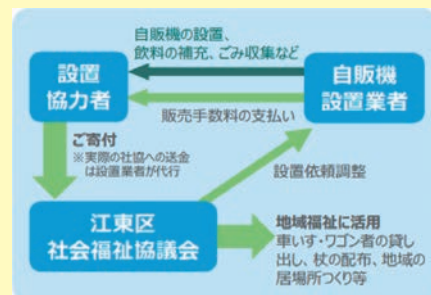 自販機の設置、
飲料の補充、ごみ収集など
設置
協力者
自販機
設置業者
販売手数料の支払い
ご寄付
※実際の社協への送金
は設置業者が代行
設置依頼調整
江東区
社会福祉協議会
地域福祉に活用
車いす・ワゴン者の貸し
出し、杖の配布、地域の
居場所つくり等